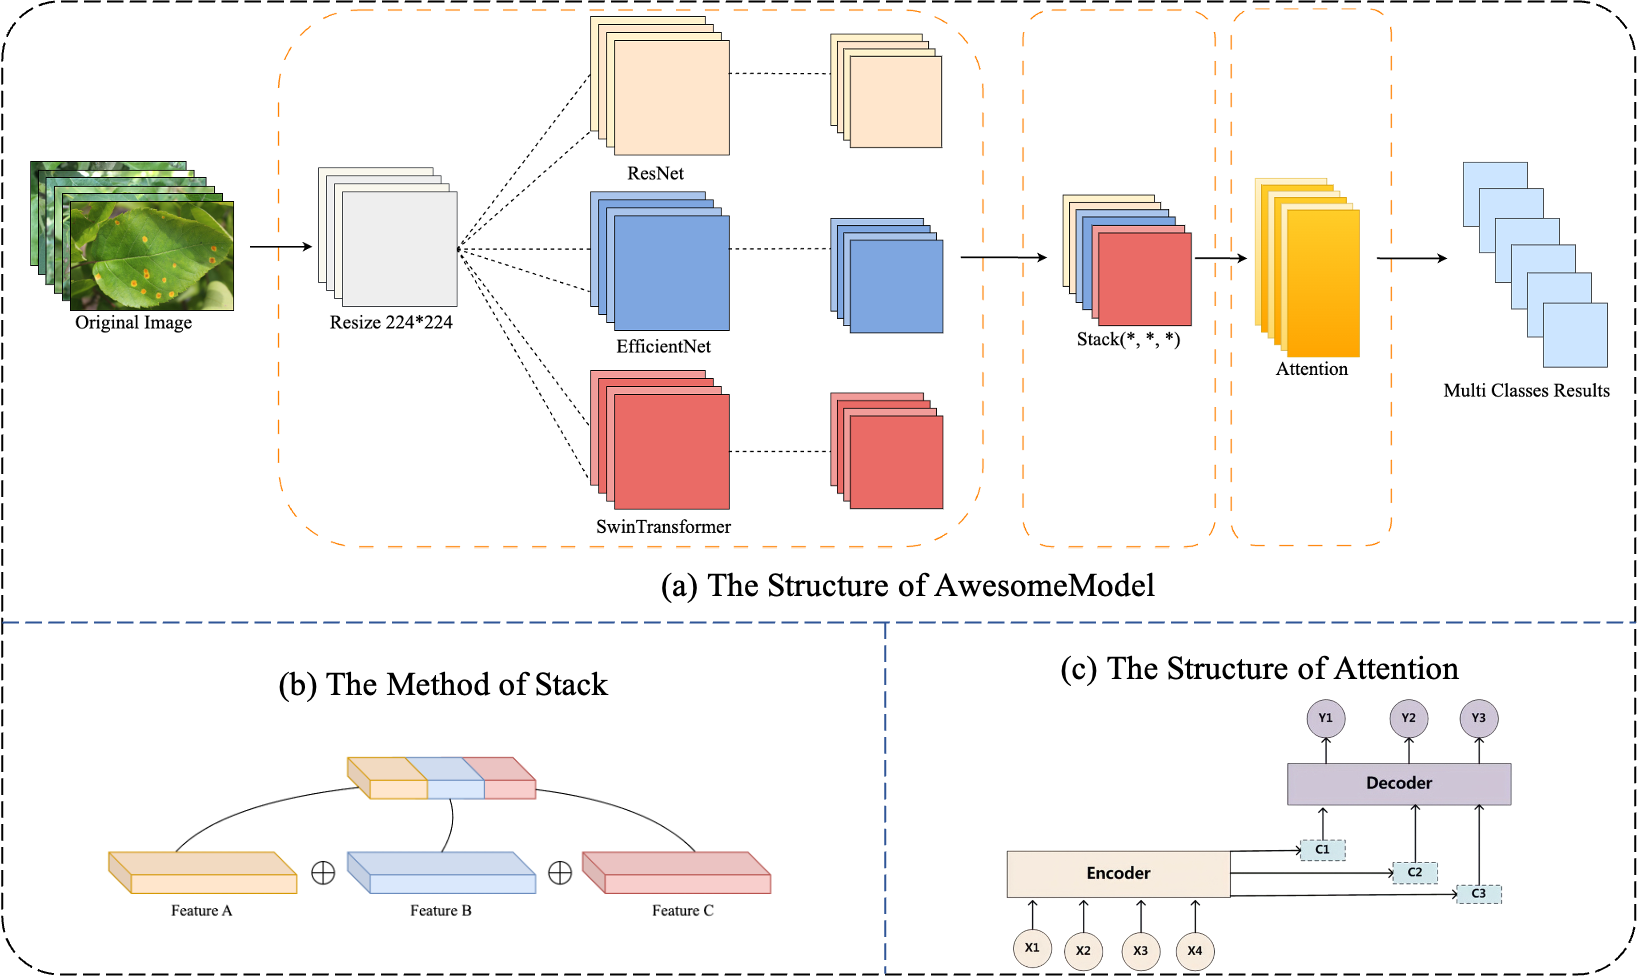 Original Image
Resize 224*224
ResNet
EfficientNet
SwinTransformer
Stack(*, *, *)
Attention
Multi Classes Results
(a) The Structure of AwesomeModel
(b) The Method of Stack
Feature A
Feature B
Feature C
(c) The Structure of Attention
Y1
Y2
Y3
Decoder
C1
C2
C3
Encoder
X1
X2
X3
X4